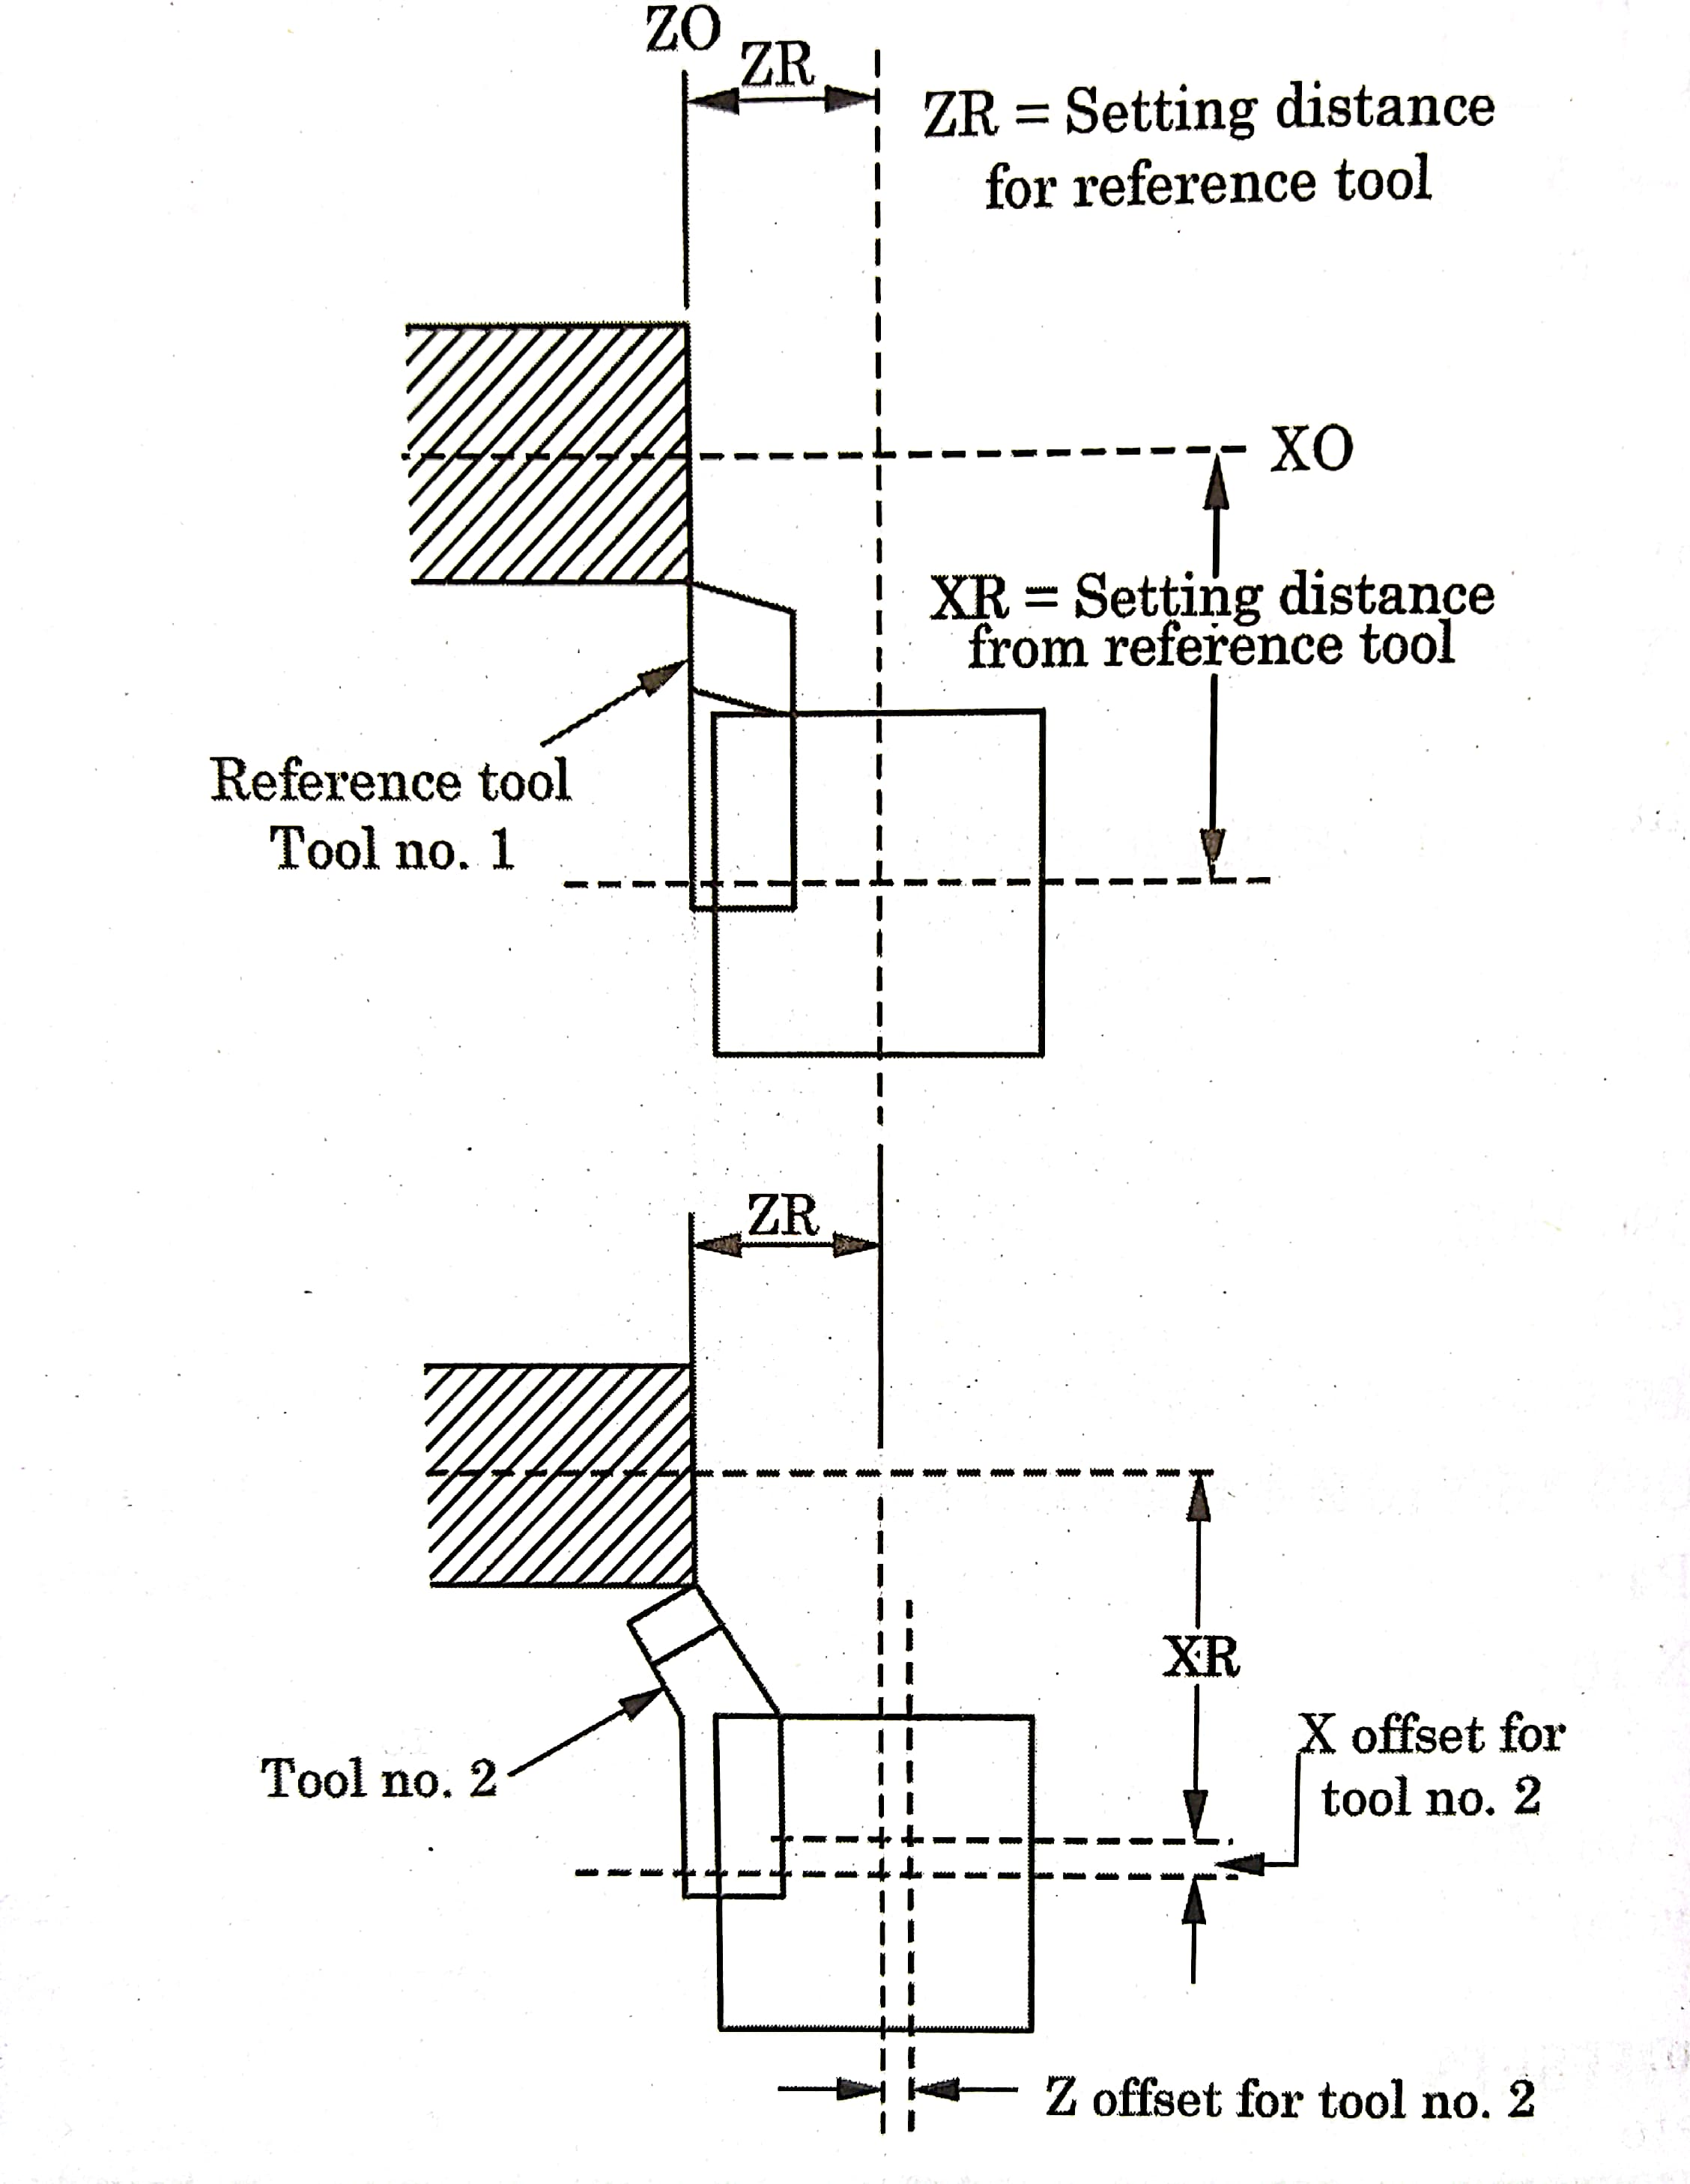 ZO
ZR
ZR = Setting distance
for reference tool
XO
XR = Setting distance
from reference tool
Reference tool
Tool no. 1
ZR
XR
X offset for
tool no. 2
Tool no. 2
Z offset for tool no. 2